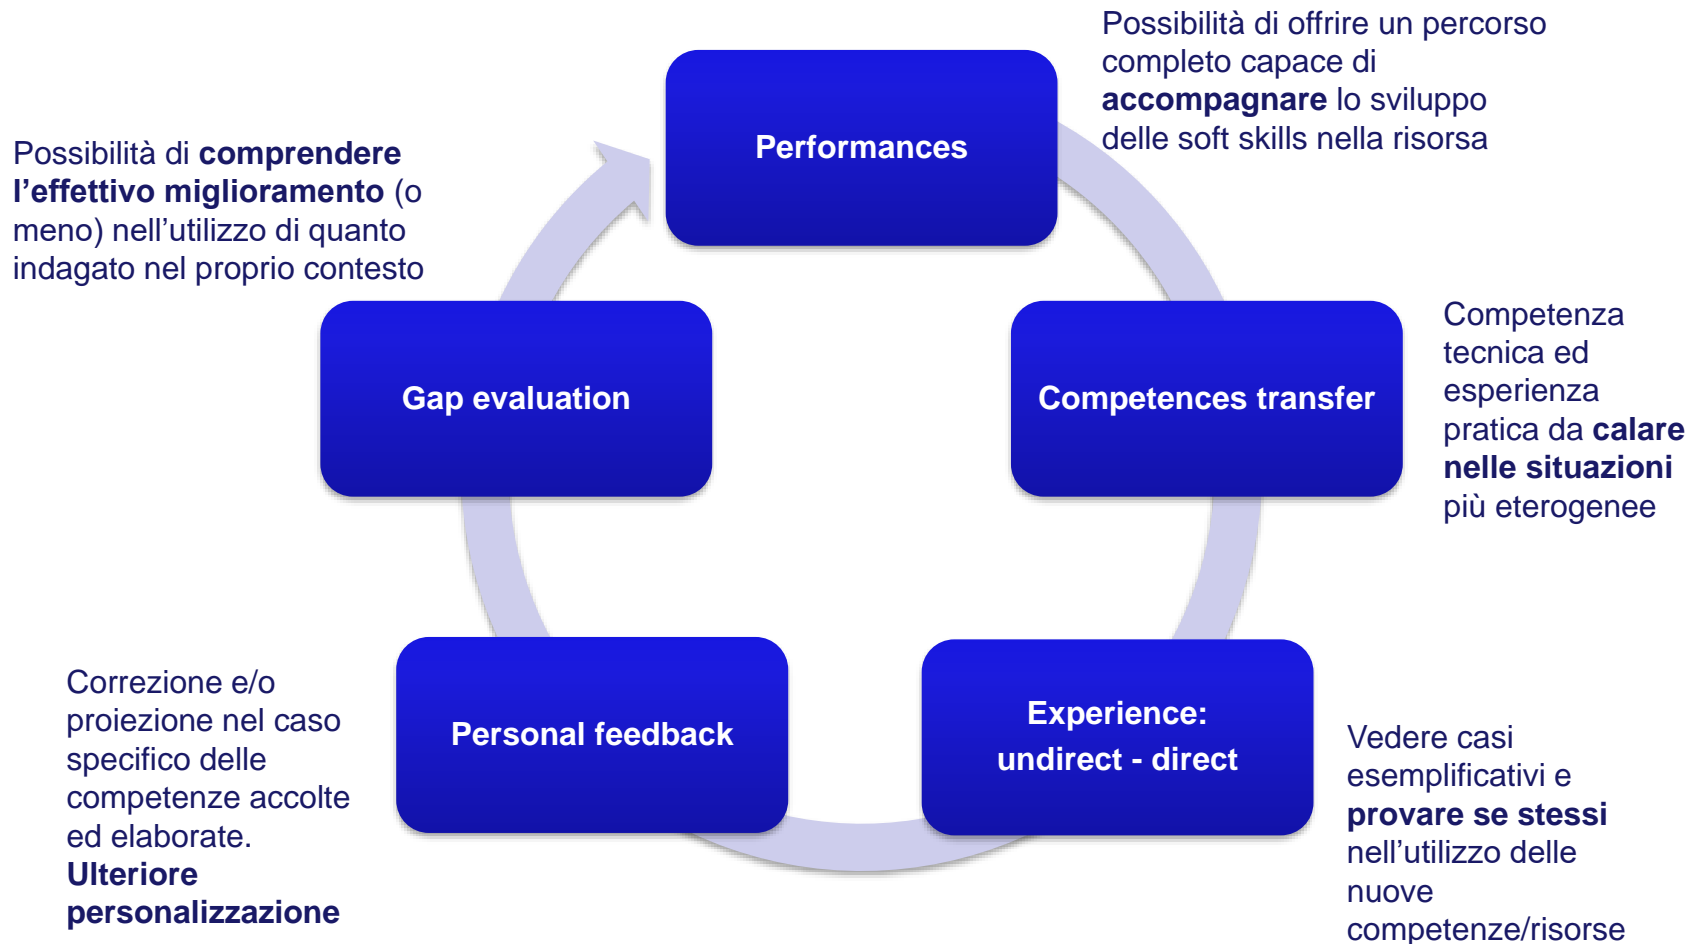 Possibilità di offrire un percorso
completo capace di
accompagnare lo sviluppo
delle soft skills nella risorsa
Performances
Possibilità di comprendere
l’effettivo miglioramento (o
meno) nell’utilizzo di quanto
indagato nel proprio contesto
Gap evaluation
Competences transfer
Competenza
tecnica ed
esperienza
pratica da calare
nelle situazioni
più eterogenee
Correzione e/o
proiezione nel caso
specifico delle
competenze accolte
ed elaborate.
Ulteriore
personalizzazione
Personal feedback
Experience:
undirect - direct
Vedere casi
esemplificativi e
provare se stessi
nell’utilizzo delle
nuove
competenze/risorse